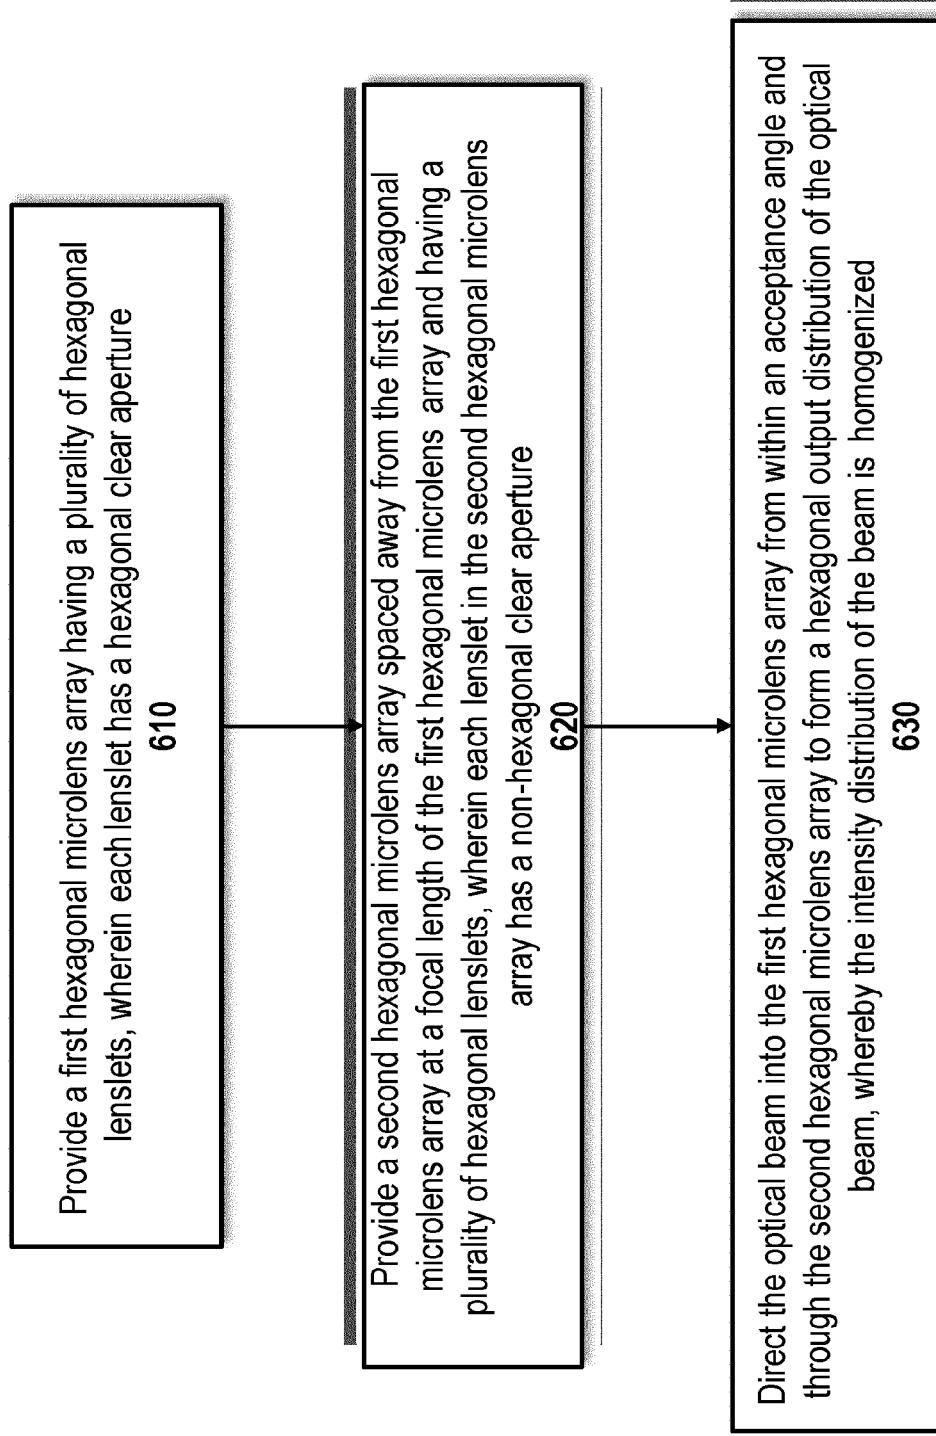 Provide a first hexagonal microlens array having a plurality of hexagonal
lenslets, wherein each lenslet has a hexagonal clear aperture
610
Provide a second hexagonal microlens array spaced away from the first hexagonal
microlens array at a focal length of the first hexagonal microlens array and having a
plurality of hexagonal lenslets, wherein each lenslet in the second hexagonal microlens
array has a non-hexagonal clear aperture
620
Direct the optical beam into the first hexagonal microlens array from within an acceptance angle and
through the second hexagonal microlens array to form a hexagonal output distribution of the optical
beam, whereby the intensity distribution of the beam is homogenized
630